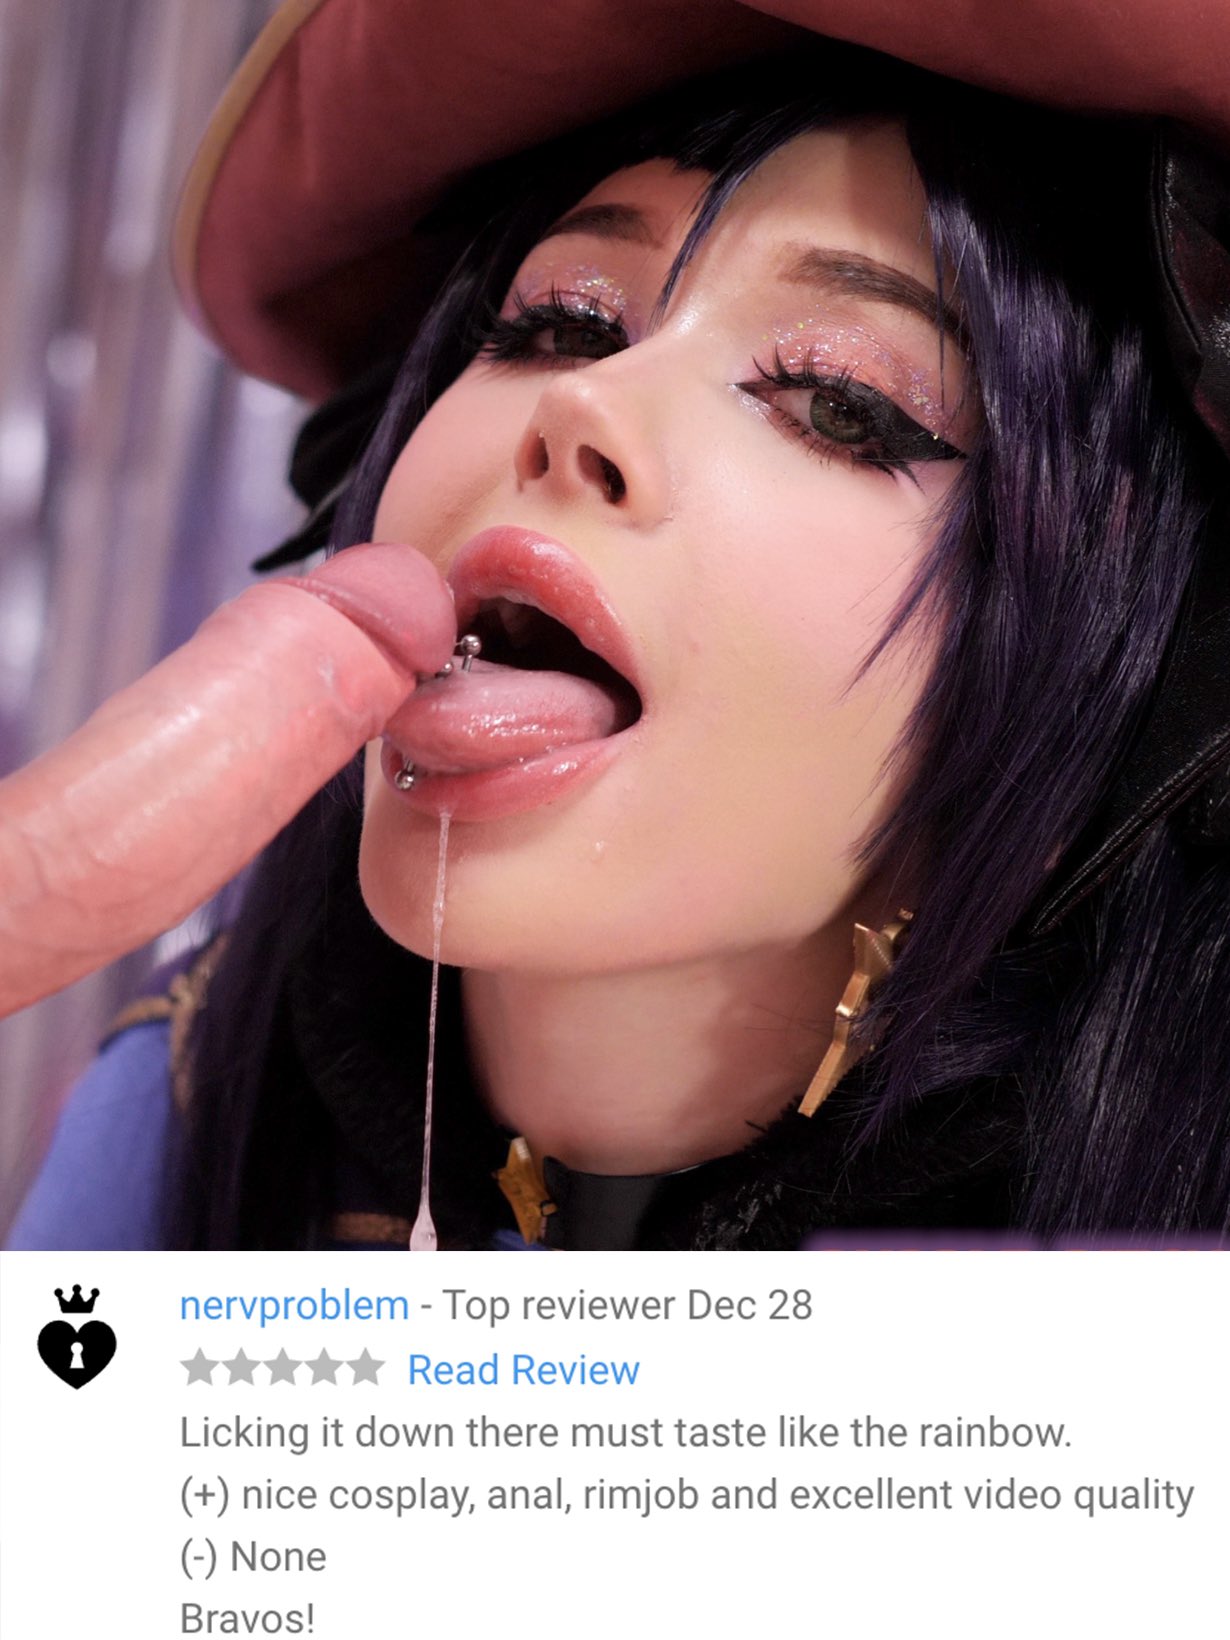 nervproblem - Top reviewer Dec 28
Read Review
Licking it down there must taste like the rainbow.
(+) nice cosplay, anal, rimjob and excellent video quality
(-) None
Bravos!